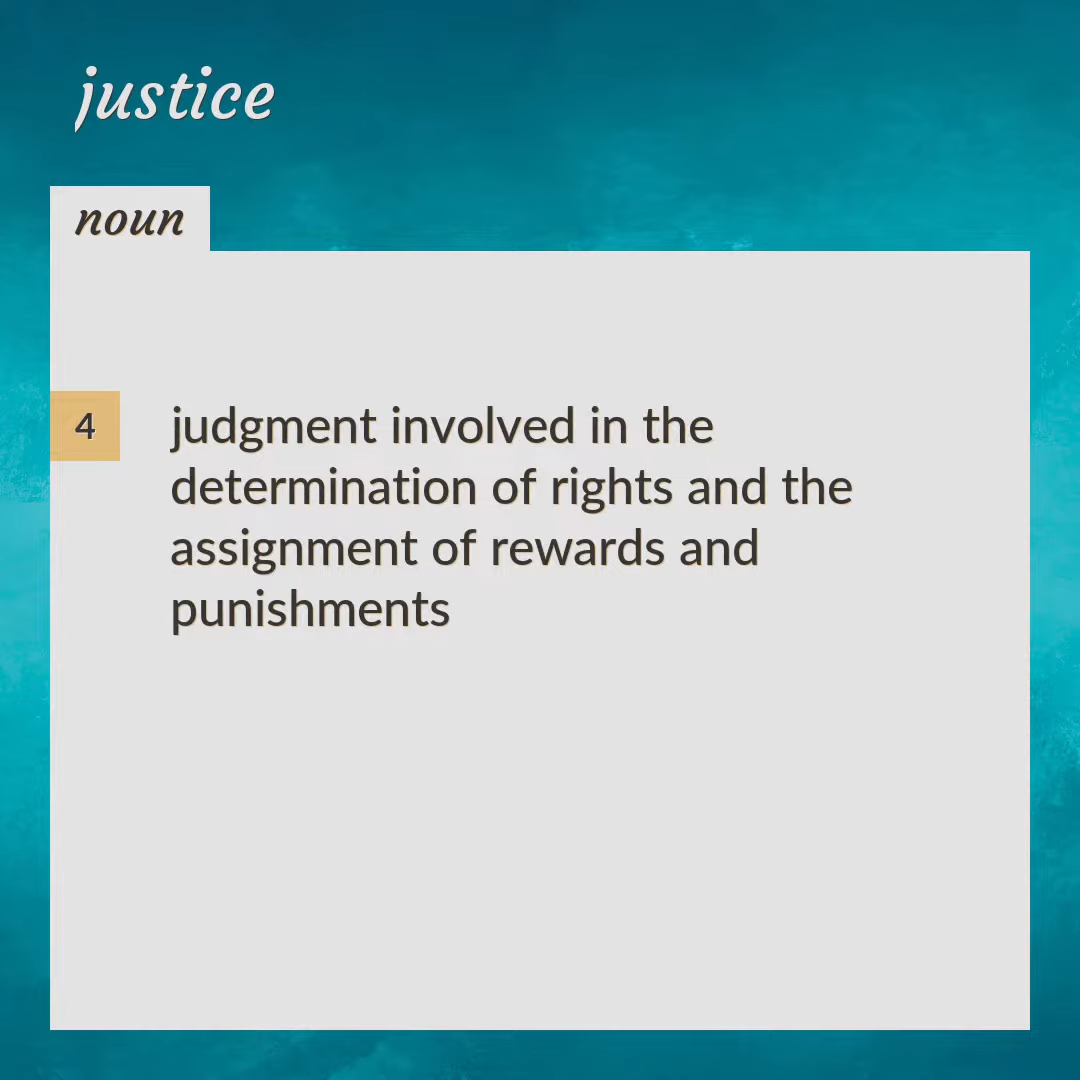 justice
noun
4
judgment involved in the
determination of rights and the
assignment of rewards and
punishments